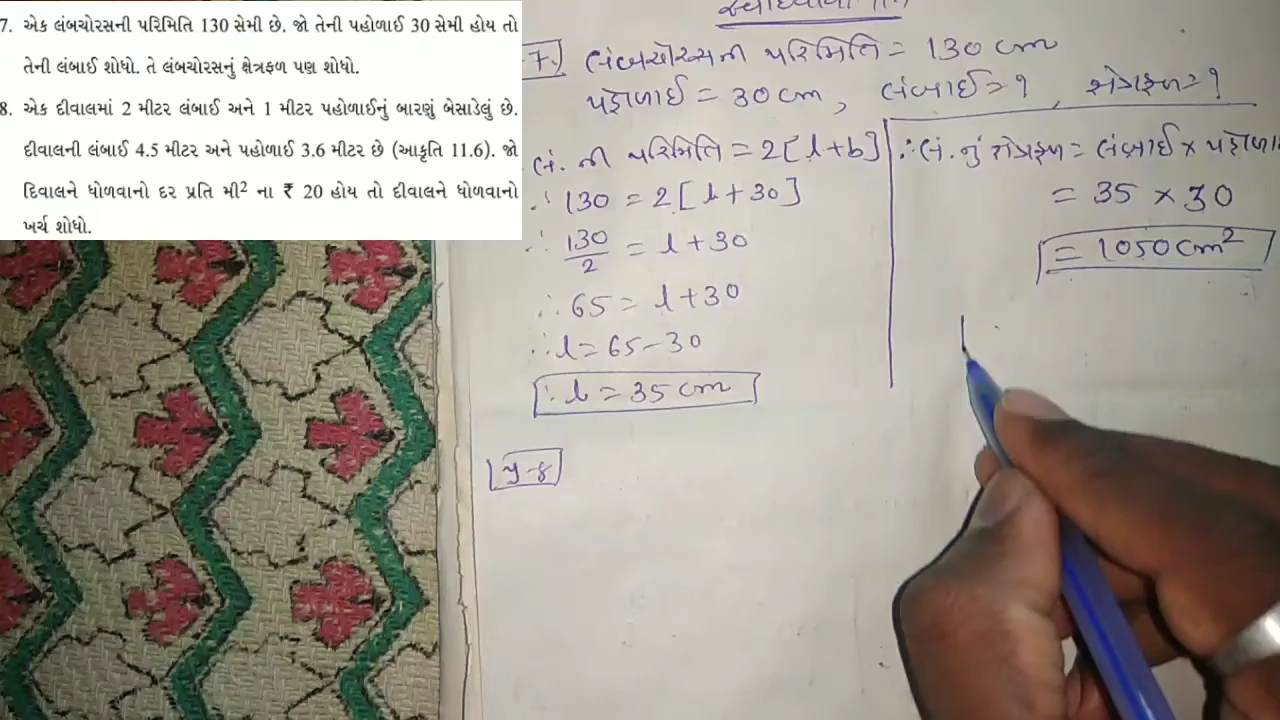 7. એક લંબચોરસની પરિમિતિ 130 સેમી છે. જો તેની પહોળાઈ 30 સેમી હોય તો
તેની લંબાઈ શોધો. તે લંબચોરસનું ક્ષેત્રફળ પણ શોધો.
8. એક દીવાલમાં 2 મીટર લંબાઈ અને 1 મીટર પહોળાઈનું બારણું બેસાડેલું છે.
દીવાલની લંબાઈ 4.5 મીટર અને પહોળાઈ 3.6 મીટર છે (આકૃતિ 11.6). જો
દિવાલને ધોળવાનો દર પ્રતિ મી² ના ₹ 20 હોય તો દીવાલને ધોળવાનો
ખર્ચ શોધો.
7. લંબચોરસની પરિમિતિ = 130 cm
પહોળાઈ = 30 cm, લંબાઈ = ?, ક્ષેત્રફળ = ?
લં. ની પરિમિતિ = 2[l+b]
∴ 130 = 2[l+30]
∴ 130/2 = l+30
∴ 65 = l+30
∴ l = 65-30
∴ l = 35 cm
∴ લં. નું ક્ષેત્રફળ = લંબાઈ × પહોળા
= 35 × 30
= 1050 cm²